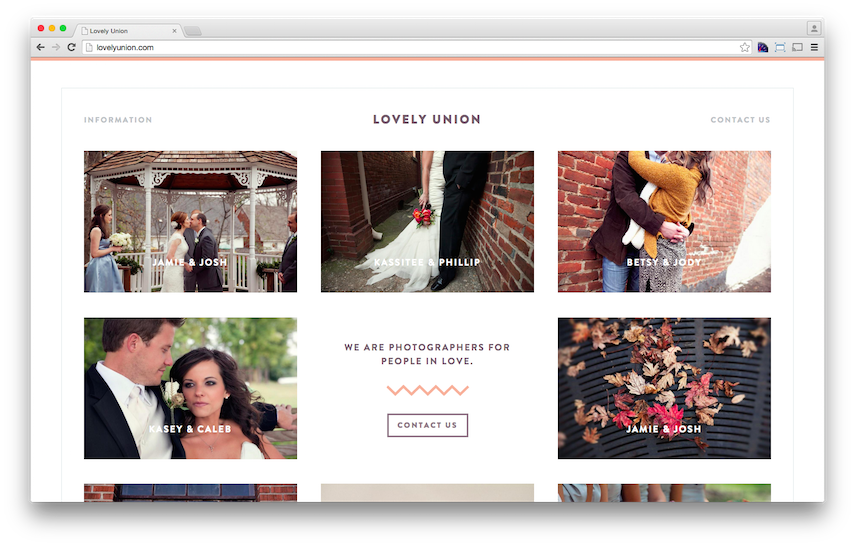 Lovely Union
lovelyunion.com
INFORMATION
LOVELY UNION
CONTACT US
JAMIE & JOSH
KASSITEE & PHILLIP
BETSY & JODY
KASEY & CALEB
WE ARE PHOTOGRAPHERS FOR
PEOPLE IN LOVE.
CONTACT US
JAMIE & JOSH